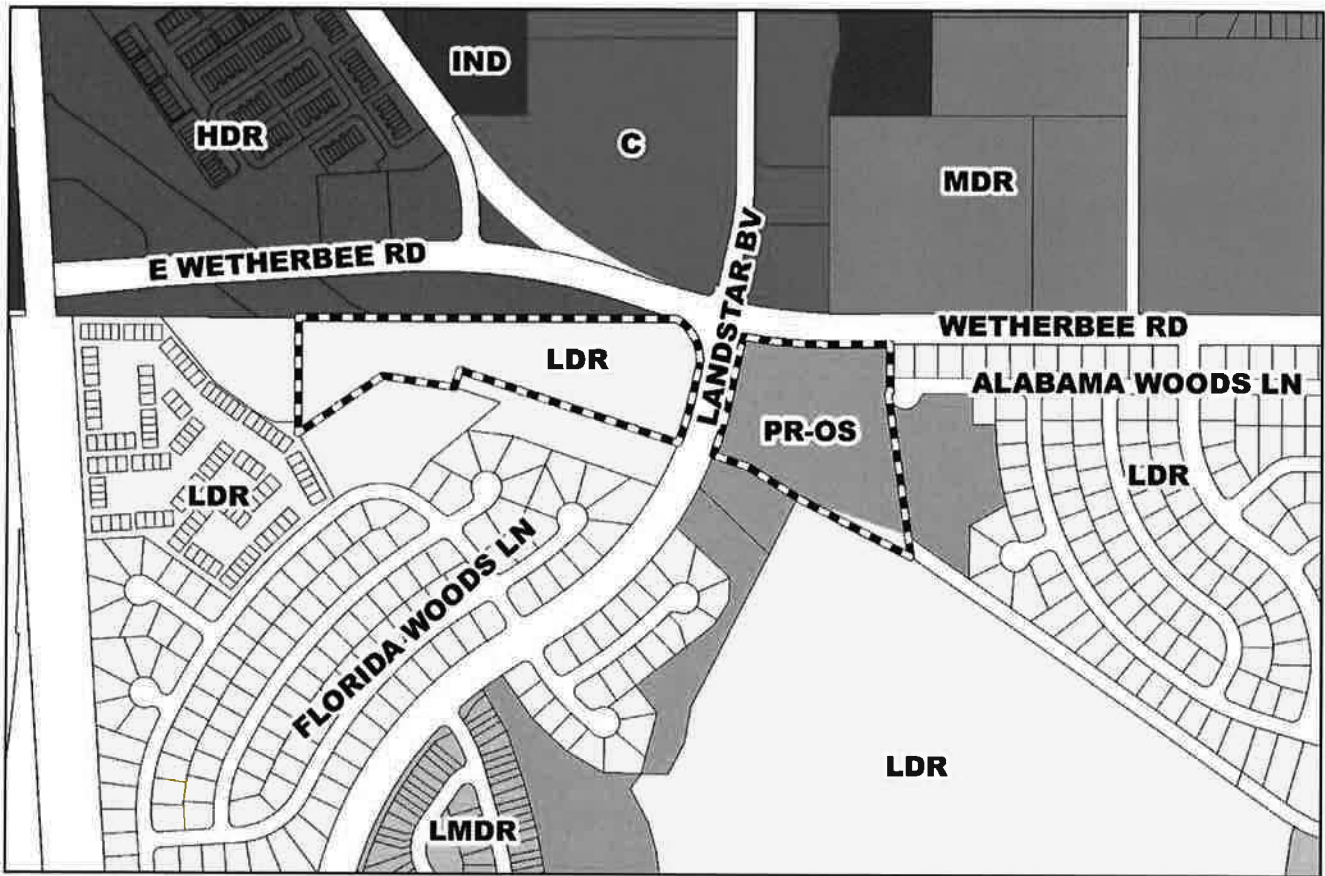 IND
HDR
C
MDR
E WETHERBEE RD
LANDSTAR BV
WETHERBEE RD
LDR
ALABAMA WOODS LN
PR-OS
LDR
LDR
FLORIDA WOODS LN
LDR
LMDR